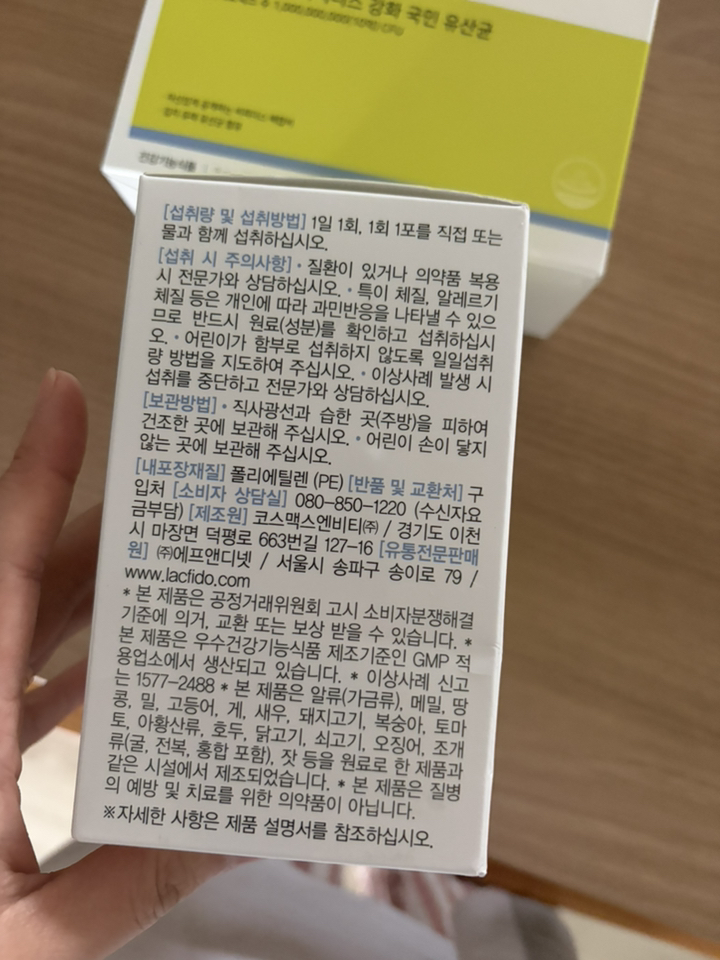 강화 국민 유산균
1,000,000,000(10억) CFU
건강기능식품
[섭취량 및 섭취방법] 1일 1회, 1회 1포를 직접 또는
물과 함께 섭취하십시오.
[섭취 시 주의사항] • 질환이 있거나 의약품 복용
시 전문가와 상담하십시오. • 특이 체질, 알레르기
체질 등은 개인에 따라 과민반응을 나타낼 수 있으
므로 반드시 원료(성분)를 확인하고 섭취하십시
오. • 어린이가 함부로 섭취하지 않도록 일일섭취
량 방법을 지도하여 주십시오. • 이상사례 발생 시
섭취를 중단하고 전문가와 상담하십시오.
[보관방법] • 직사광선과 습한 곳(주방)을 피하여
건조한 곳에 보관해 주십시오. • 어린이 손이 닿지
않는 곳에 보관해 주십시오.
[내포장재질] 폴리에틸렌 (PE) [반품 및 교환처] 구
입처 [소비자 상담실] 080-850-1220 (수신자요
금부담) [제조원] 코스맥스엔비티㈜ / 경기도 이천
시 마장면 덕평로 663번길 127-16 [유통전문판매
원] ㈜에프앤디넷 / 서울시 송파구 송이로 79 /
www.lacfido.com
* 본 제품은 공정거래위원회 고시 소비자분쟁해결
기준에 의거, 교환 또는 보상 받을 수 있습니다. *
본 제품은 우수건강기능식품 제조기준인 GMP 적
용업소에서 생산되고 있습니다. * 이상사례 신고
는 1577-2488 * 본 제품은 알류(가금류), 메밀, 땅
콩, 밀, 고등어, 게, 새우, 돼지고기, 복숭아, 토마
토, 아황산류, 호두, 닭고기, 쇠고기, 오징어, 조개
류(굴, 전복, 홍합 포함), 잣 등을 원료로 한 제품과
같은 시설에서 제조되었습니다. * 본 제품은 질병
의 예방 및 치료를 위한 의약품이 아닙니다.
※자세한 사항은 제품 설명서를 참조하십시오.